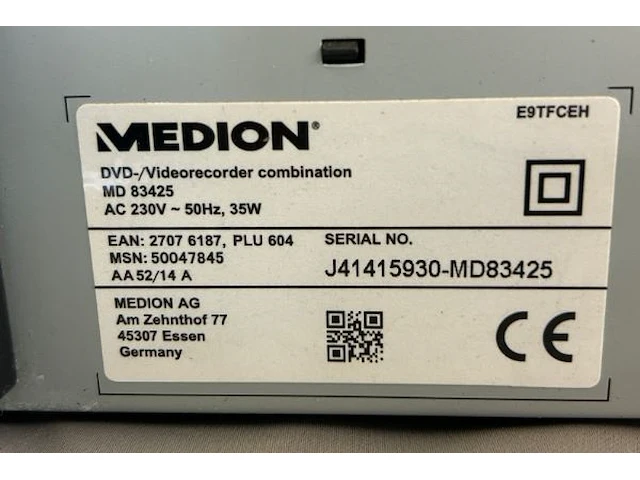 E9TFCEH
MEDION®
DVD-/Videorecorder combination
MD 83425
AC 230V ~ 50Hz, 35W
EAN: 2707 6187, PLU 604
MSN: 50047845
AA 52/14 A
SERIAL NO.
J41415930-MD83425
MEDION AG
Am Zehnthof 77
45307 Essen
Germany
CE